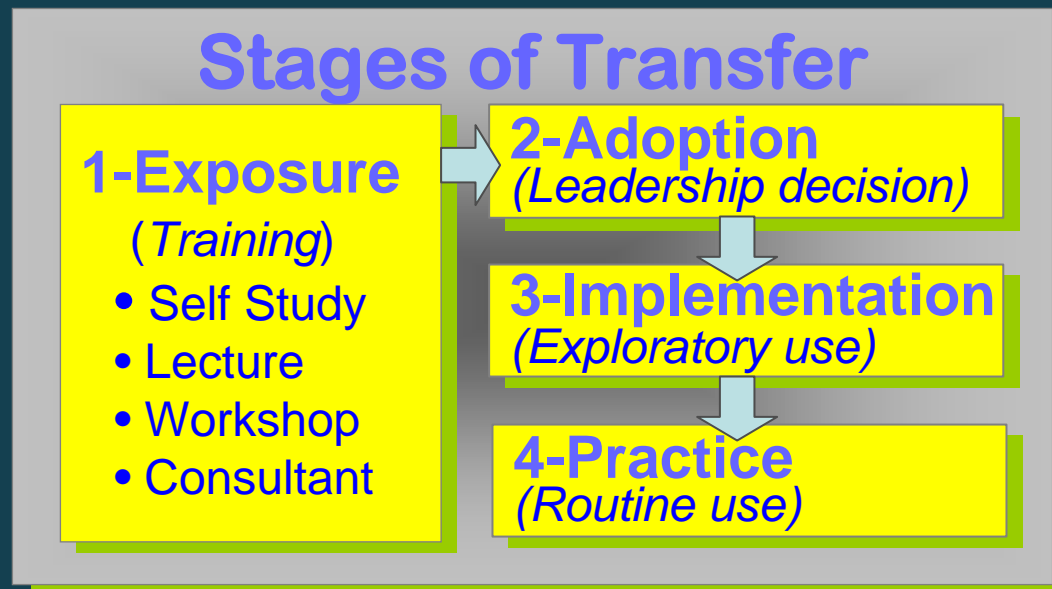 Stages of Transfer
1-Exposure
(Training)
• Self Study
• Lecture
• Workshop
• Consultant
2-Adoption
(Leadership decision)
3-Implementation
(Exploratory use)
4-Practice
(Routine use)